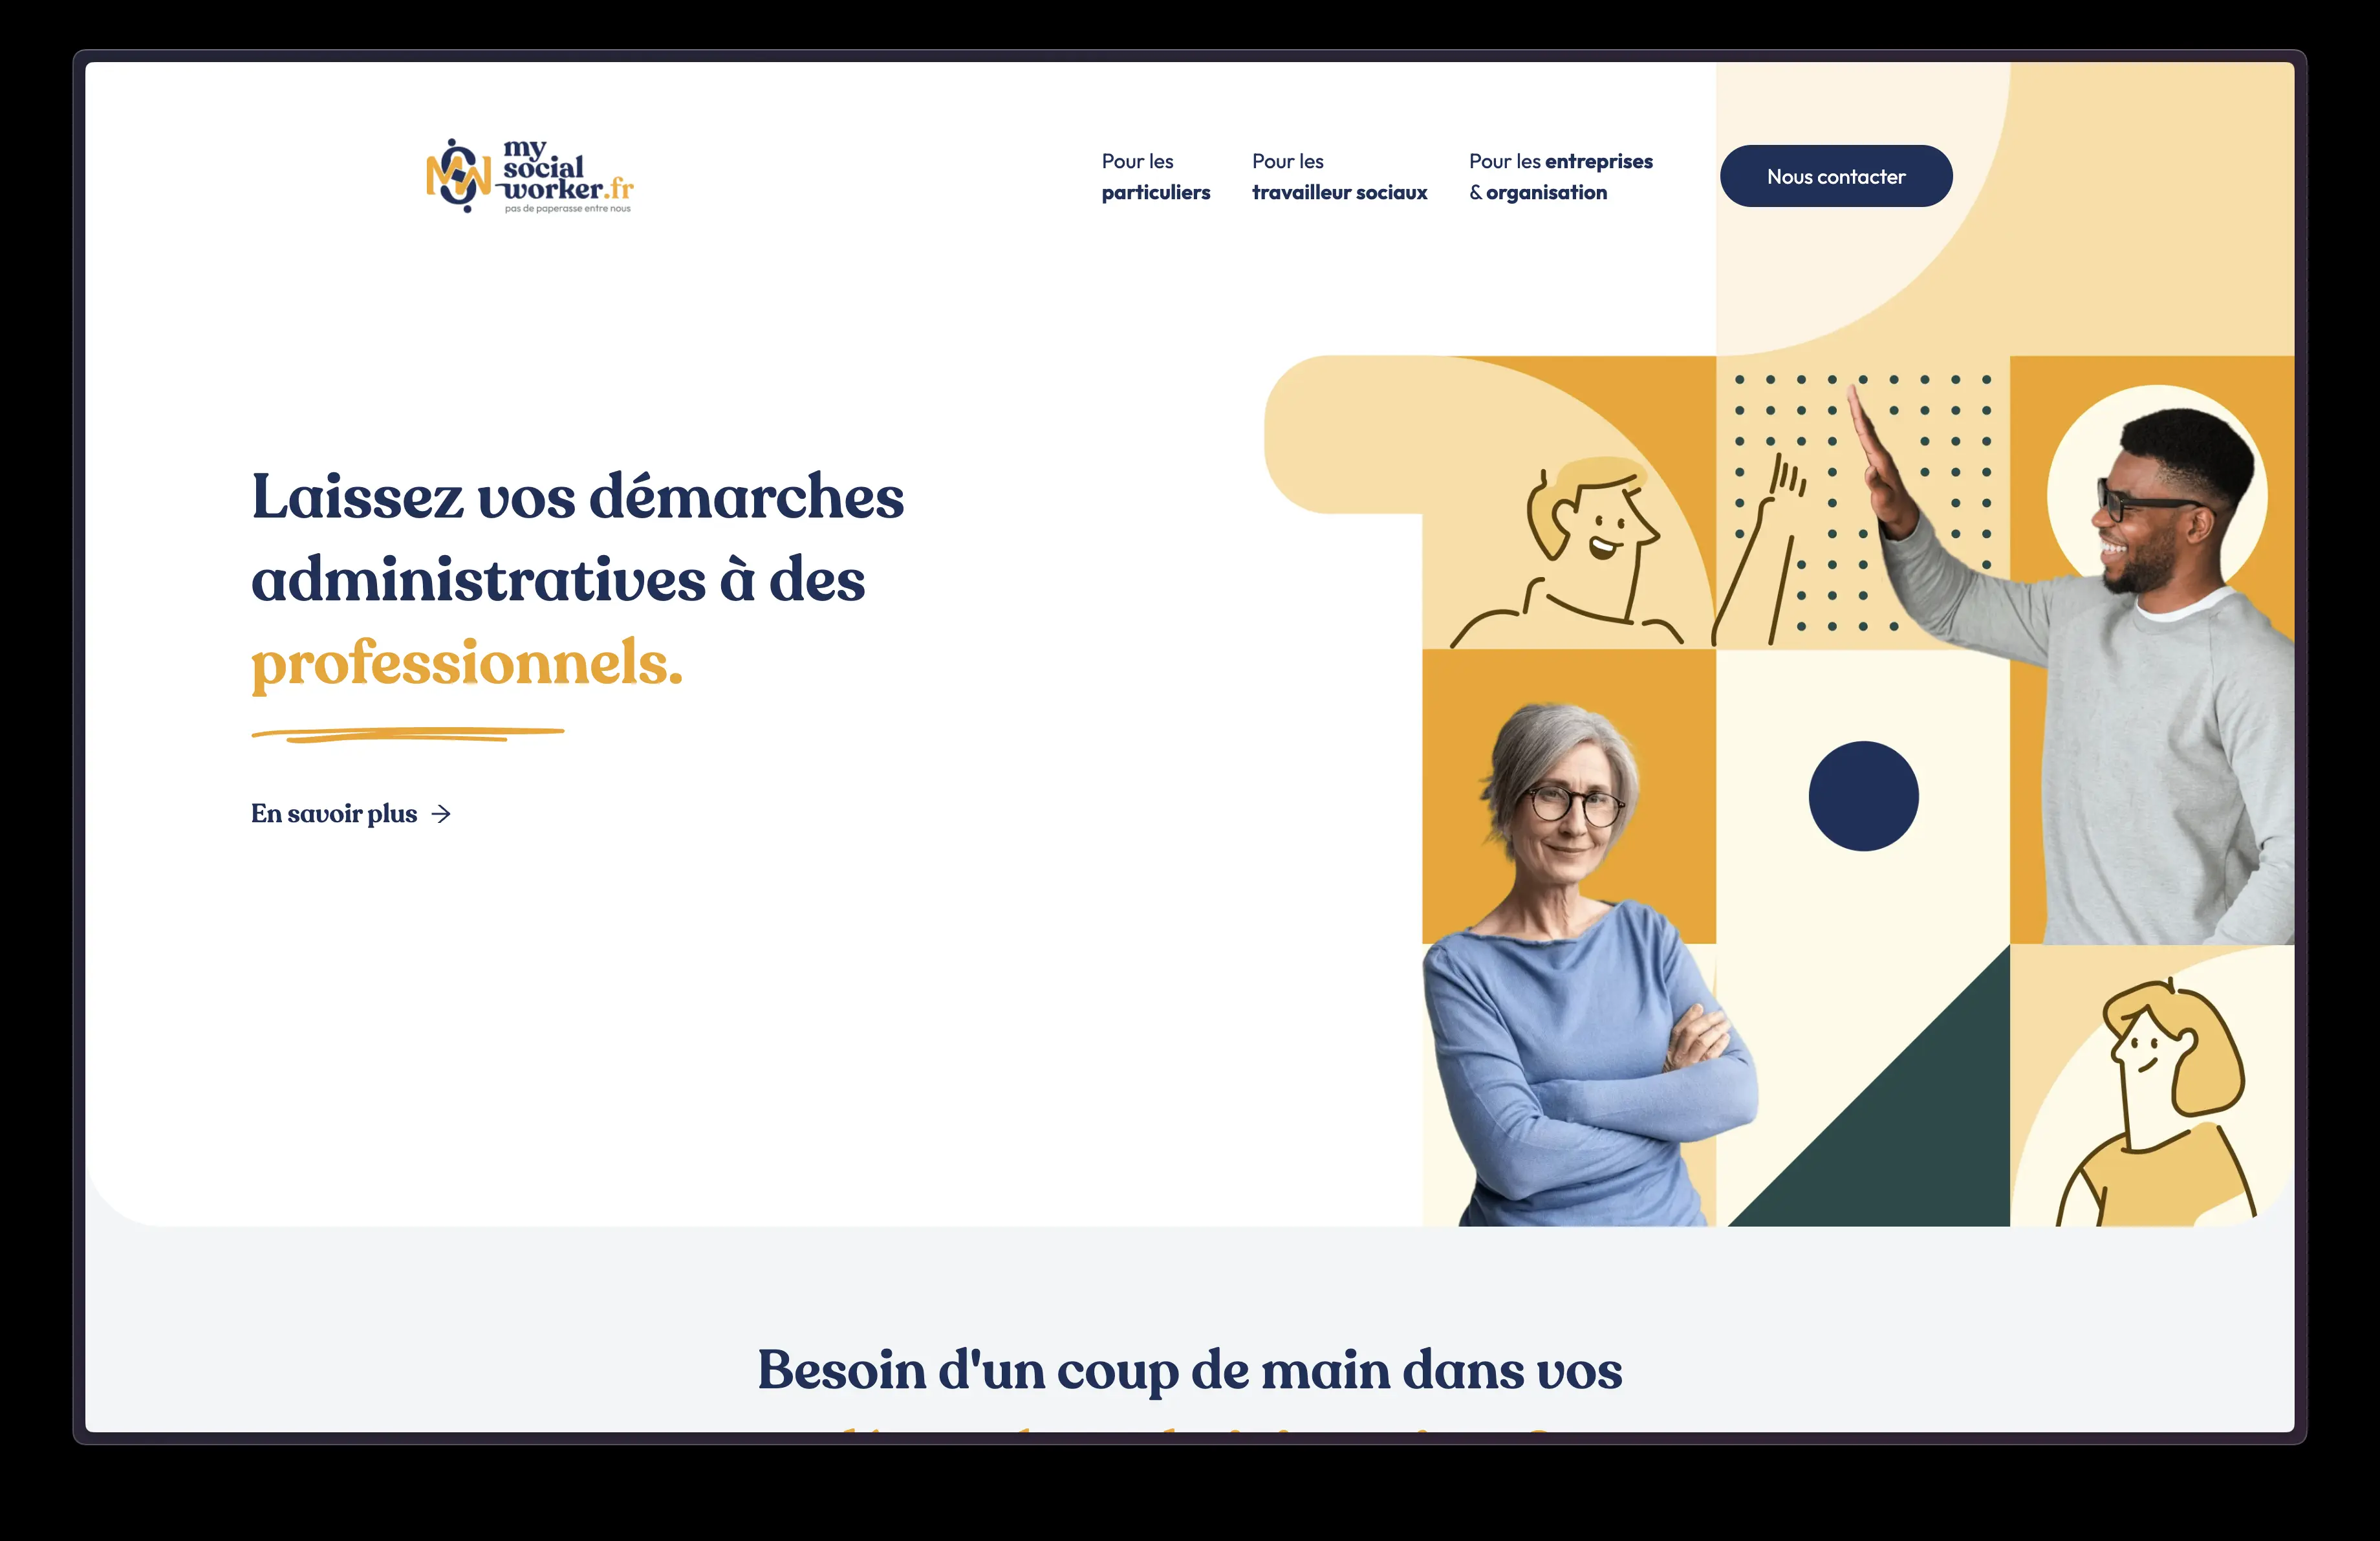 my
social
worker.fr
pas de paperasse entre nous
Pour les
particuliers
Pour les
travailleur sociaux
Pour les entreprises
& organisation
Nous contacter
Laissez vos démarches
administratives à des
professionnels.
En savoir plus →
Besoin d'un coup de main dans vos